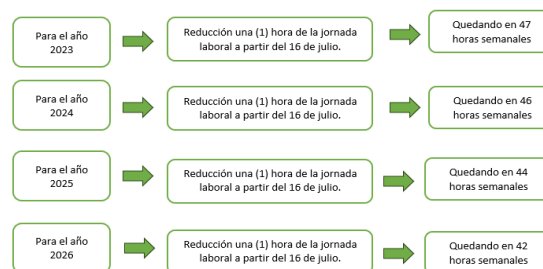 Para el año
2023
Reducción una (1) hora de la jornada
laboral a partir del 16 de julio.
Quedando en 47
horas semanales
Para el año
2024
Reducción una (1) hora de la jornada
laboral a partir del 16 de julio.
Quedando en 46
horas semanales
Para el año
2025
Reducción una (1) hora de la jornada
laboral a partir del 16 de julio.
Quedando en 44
horas semanales
Para el año
2026
Reducción una (1) hora de la jornada
laboral a partir del 16 de julio.
Quedando en 42
horas semanales